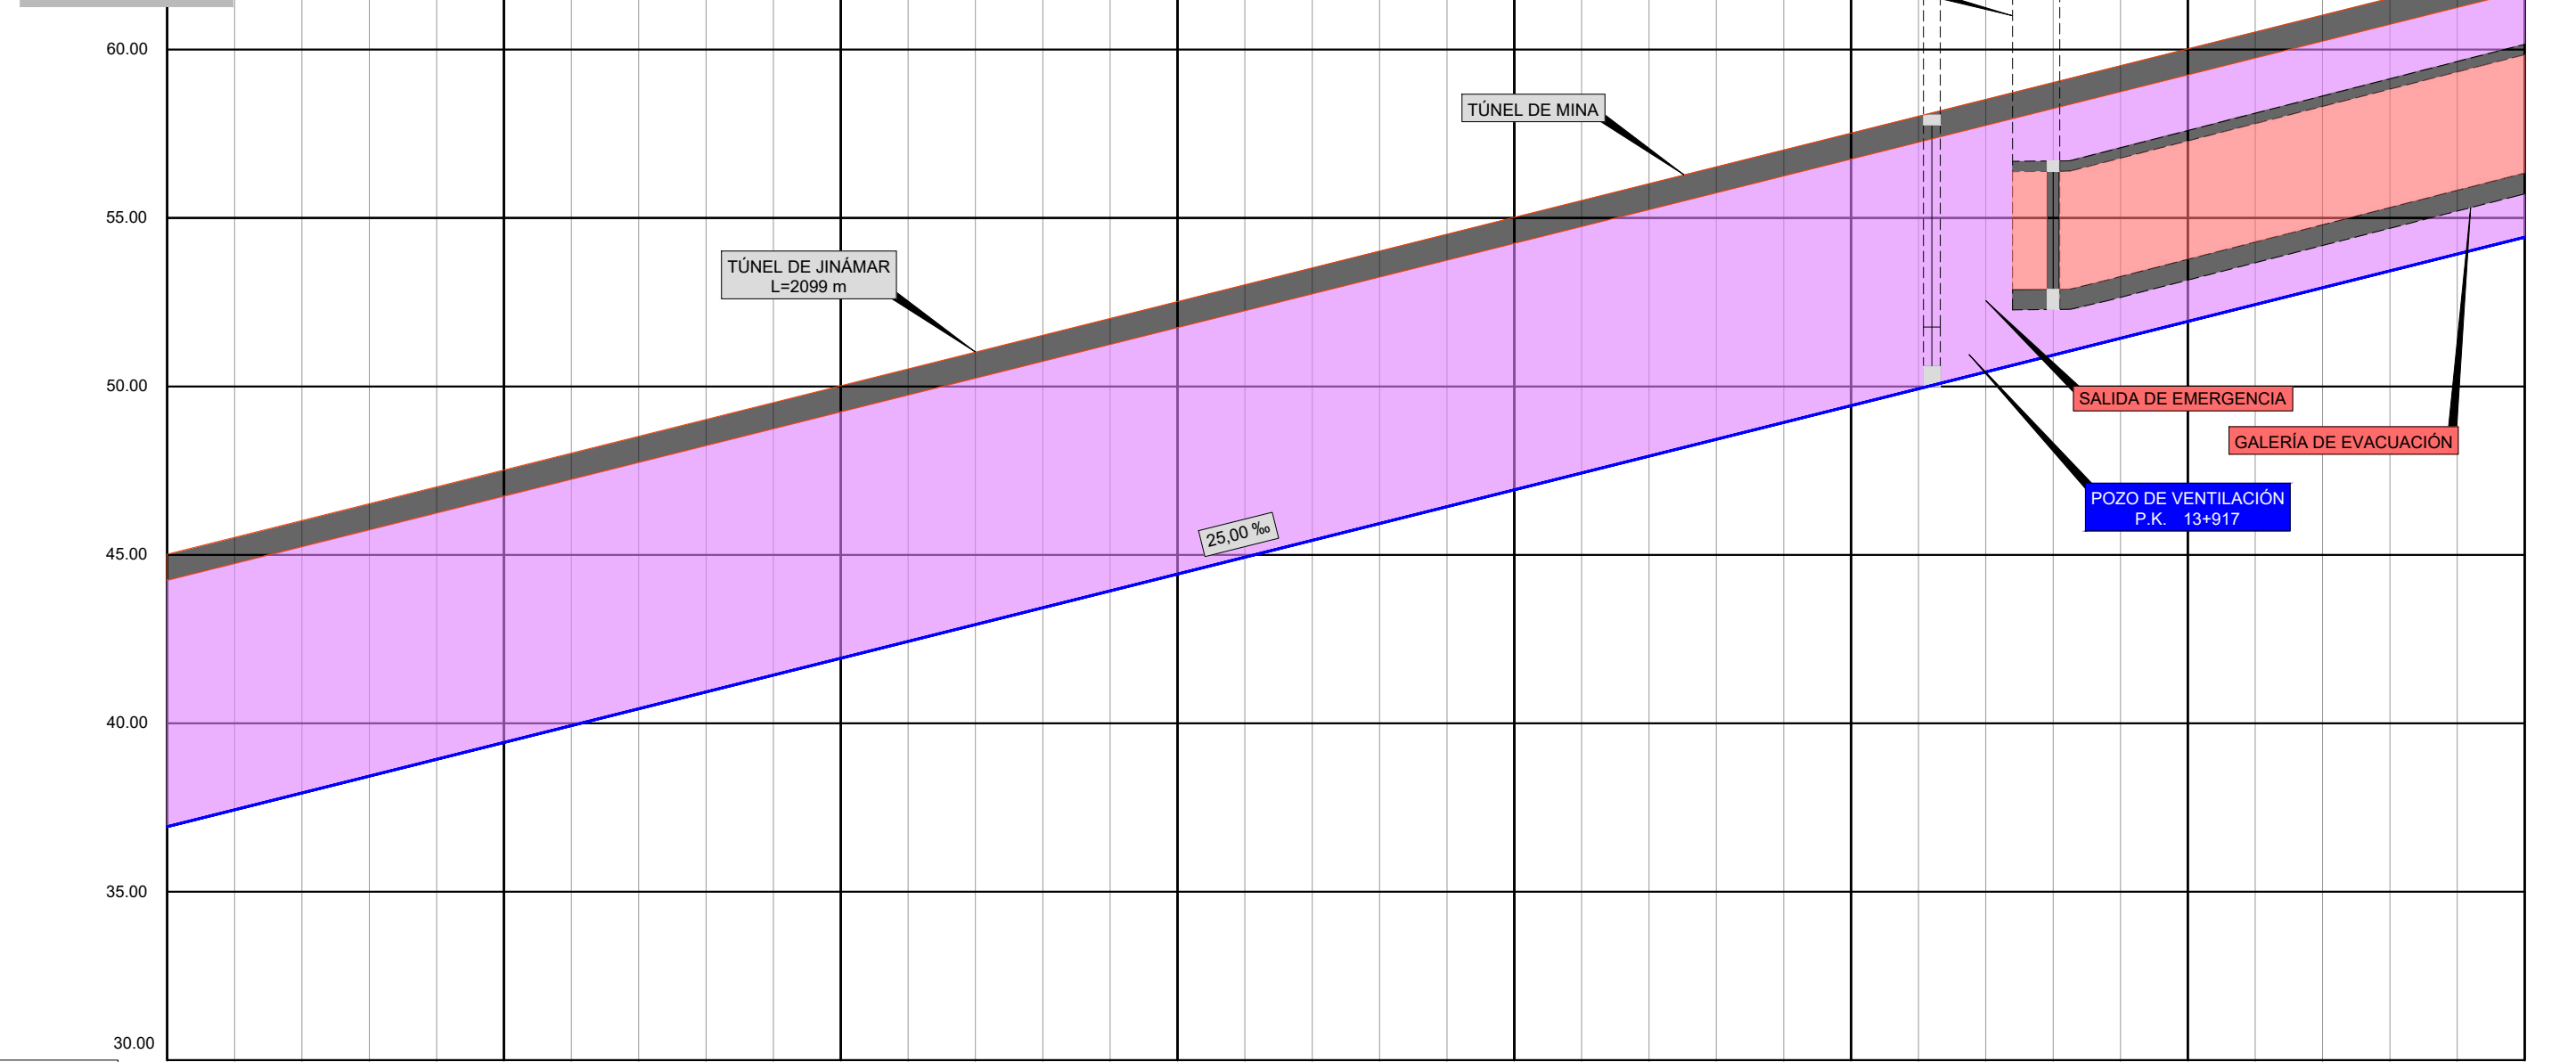 60.00
TÚNEL DE MINA
55.00
TÚNEL DE JINÁMAR
L=2099 m
50.00
SALIDA DE EMERGENCIA
GALERÍA DE EVACUACIÓN
POZO DE VENTILACIÓN
P.K. 13+917
25,00 ‰
45.00
40.00
35.00
30.00